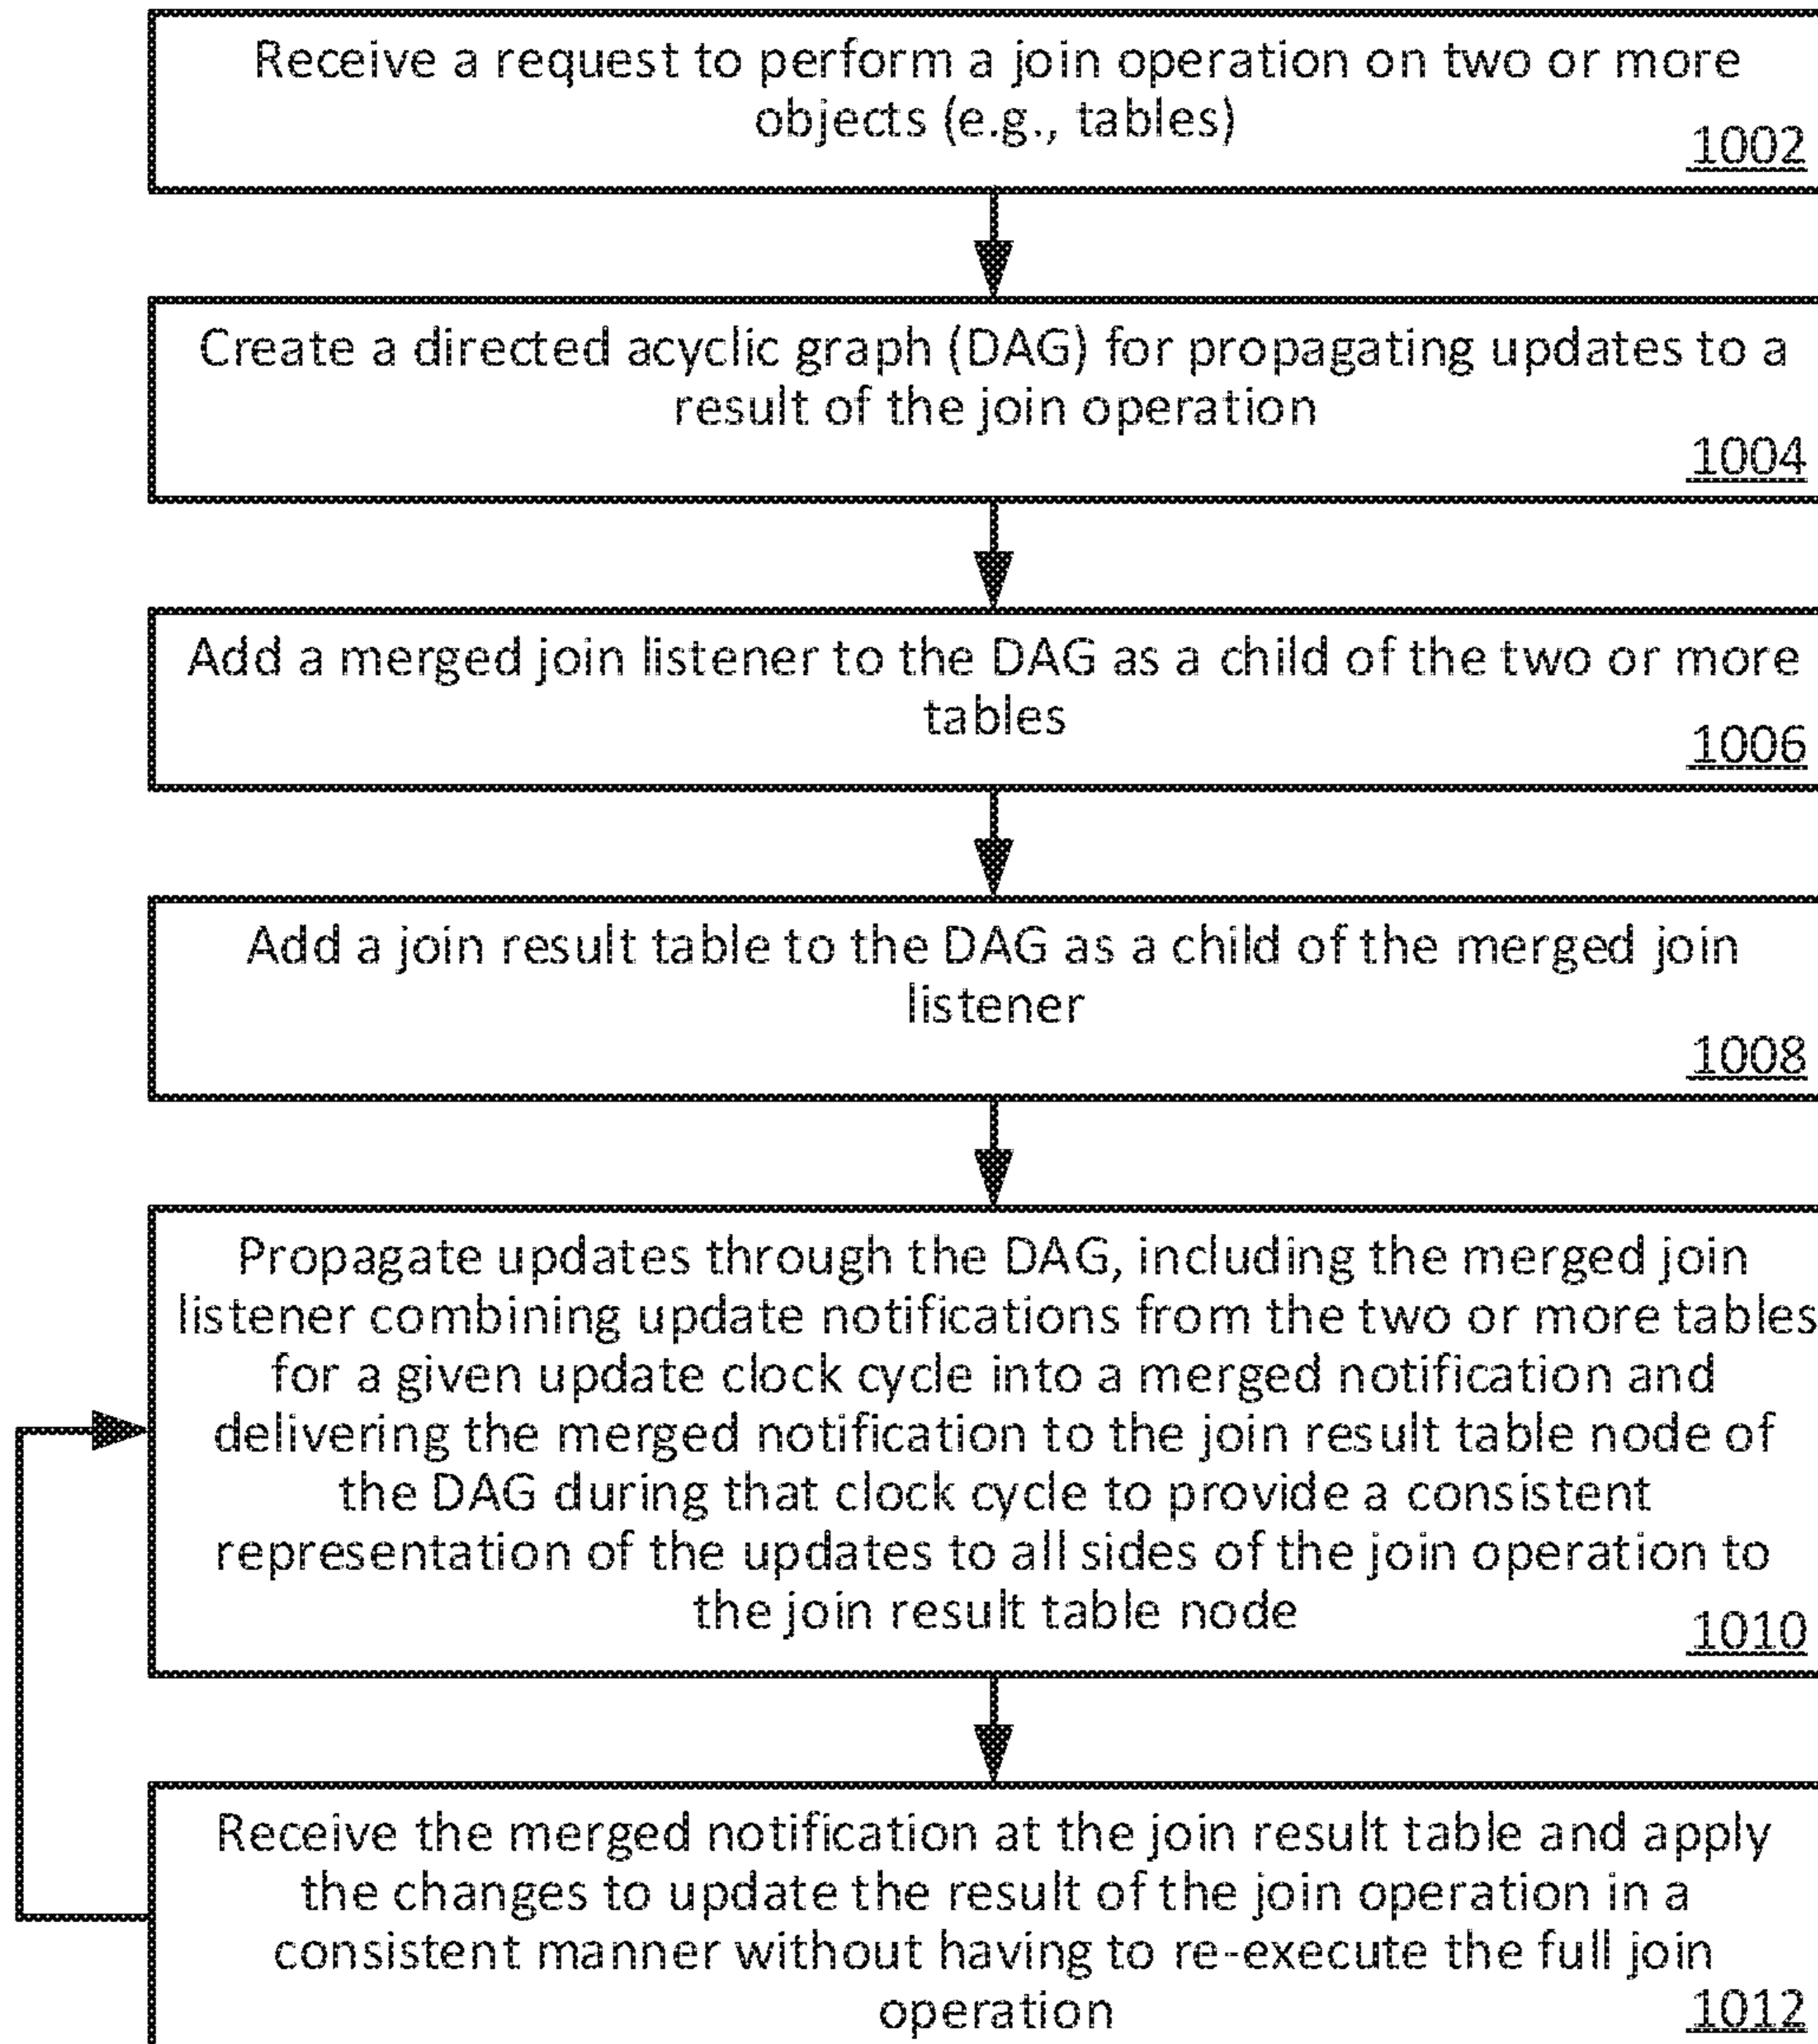 Receive a request to perform a join operation on two or more
objects (e.g., tables)
1002
Create a directed acyclic graph (DAG) for propagating updates to a
result of the join operation
1004
Add a merged join listener to the DAG as a child of the two or more
tables
1006
Add a join result table to the DAG as a child of the merged join
listener
1008
Propagate updates through the DAG, including the merged join
listener combining update notifications from the two or more tables
for a given update clock cycle into a merged notification and
delivering the merged notification to the join result table node of
the DAG during that clock cycle to provide a consistent
representation of the updates to all sides of the join operation to
the join result table node
1010
Receive the merged notification at the join result table and apply
the changes to update the result of the join operation in a
consistent manner without having to re-execute the full join
operation
1012